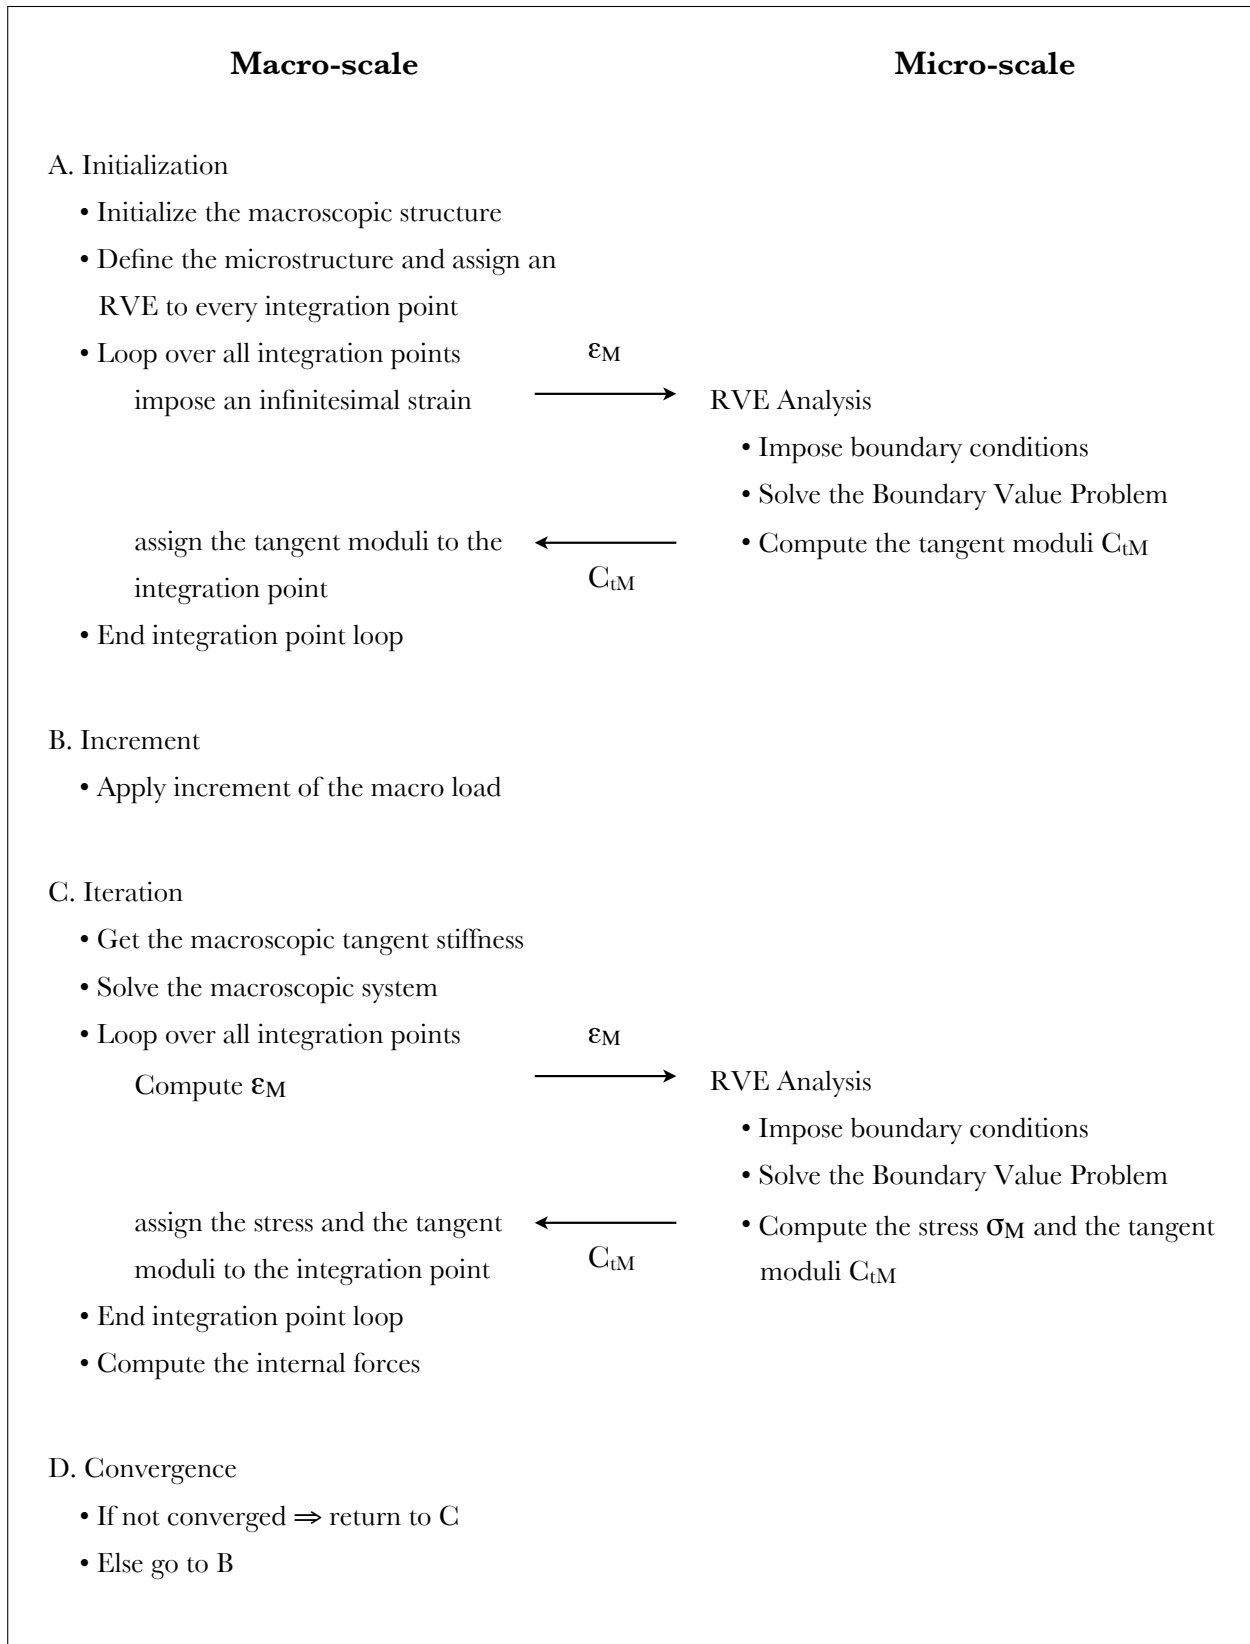 Macro-scale
Micro-scale
A. Initialization
• Initialize the macroscopic structure
• Define the microstructure and assign an
RVE to every integration point
• Loop over all integration points
εM
impose an infinitesimal strain
RVE Analysis
• Impose boundary conditions
• Solve the Boundary Value Problem
• Compute the tangent moduli CtM
assign the tangent moduli to the
CtM
integration point
• End integration point loop
B. Increment
• Apply increment of the macro load
C. Iteration
• Get the macroscopic tangent stiffness
• Solve the macroscopic system
• Loop over all integration points
εM
Compute εM
RVE Analysis
• Impose boundary conditions
• Solve the Boundary Value Problem
• Compute the stress σM and the tangent
moduli CtM
assign the stress and the tangent
CtM
moduli to the integration point
• End integration point loop
• Compute the internal forces
D. Convergence
• If not converged ⇒ return to C
• Else go to B